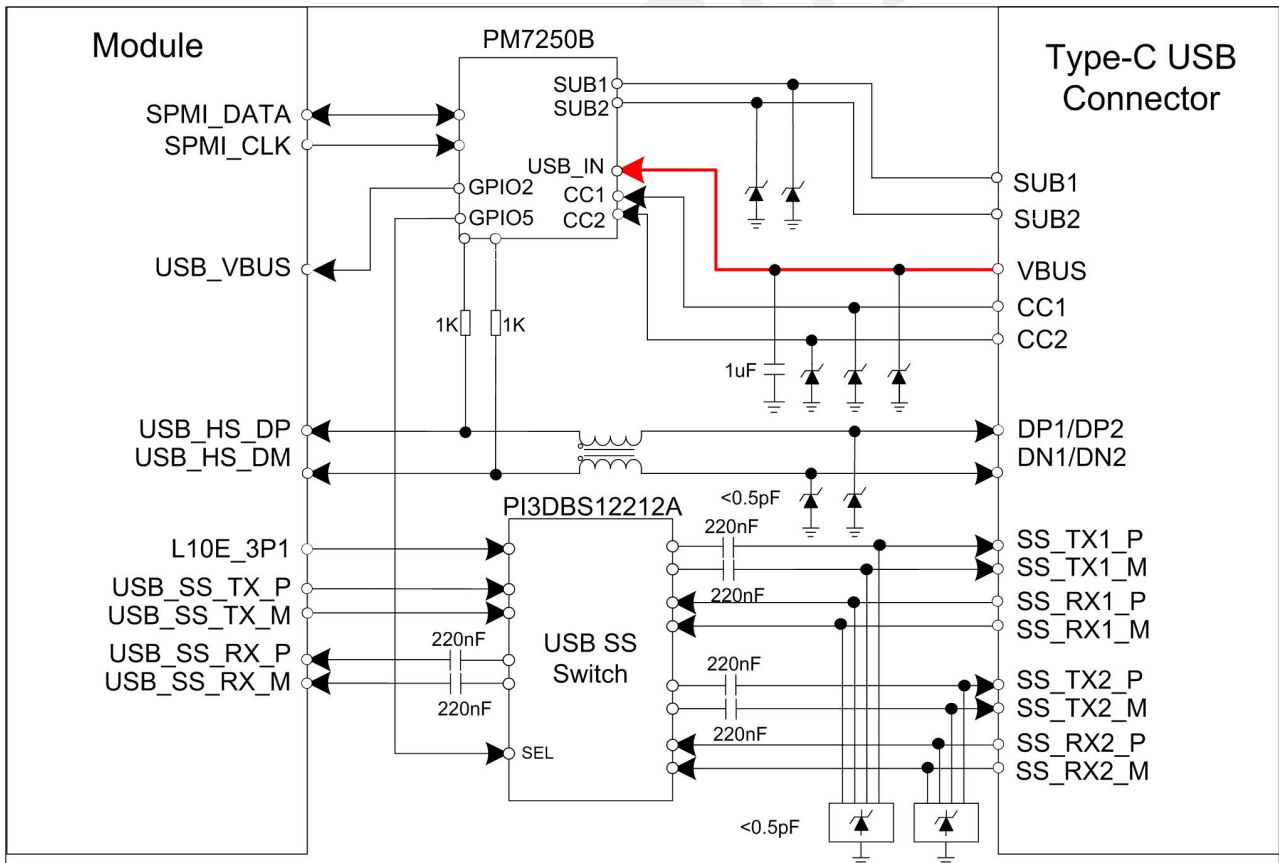 Module
PM7250B
Type-C USB
Connector
SPMI_DATA
SPMI_CLK
USB_VBUS
SUB1
SUB2
USB_IN
GPIO2
CC1
GPIO5
CC2
SUB1
SUB2
VBUS
CC1
CC2
1K
1K
1uF
USB_HS_DP
USB_HS_DM
DP1/DP2
DN1/DN2
<0.5pF
PI3DBS12212A
220nF
220nF
L10E_3P1
USB_SS_TX_P
USB_SS_TX_M
USB_SS_RX_P
USB_SS_RX_M
220nF
220nF
USB SS
Switch
SEL
220nF
220nF
SS_TX1_P
SS_TX1_M
SS_RX1_P
SS_RX1_M
SS_TX2_P
SS_TX2_M
SS_RX2_P
SS_RX2_M
<0.5pF